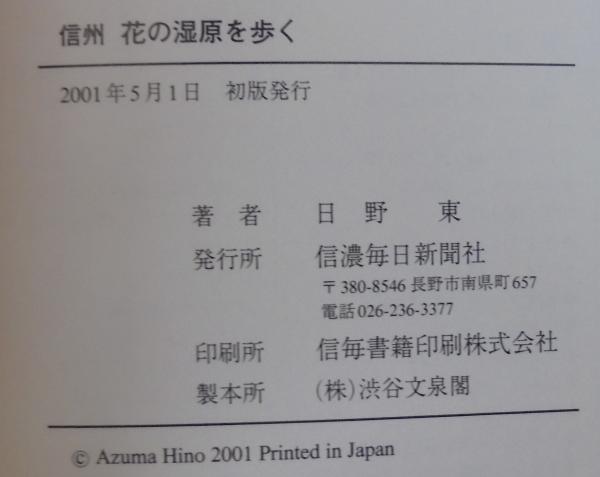 信州 花の湿原を歩く
2001年5月1日 初版発行
著者 日野 東
発行所 信濃毎日新聞社
〒380-8546 長野市南県町657
電話026-236-3377
印刷所 信毎書籍印刷株式会社
製本所 (株)渋谷文泉閣
© Azuma Hino 2001 Printed in Japan